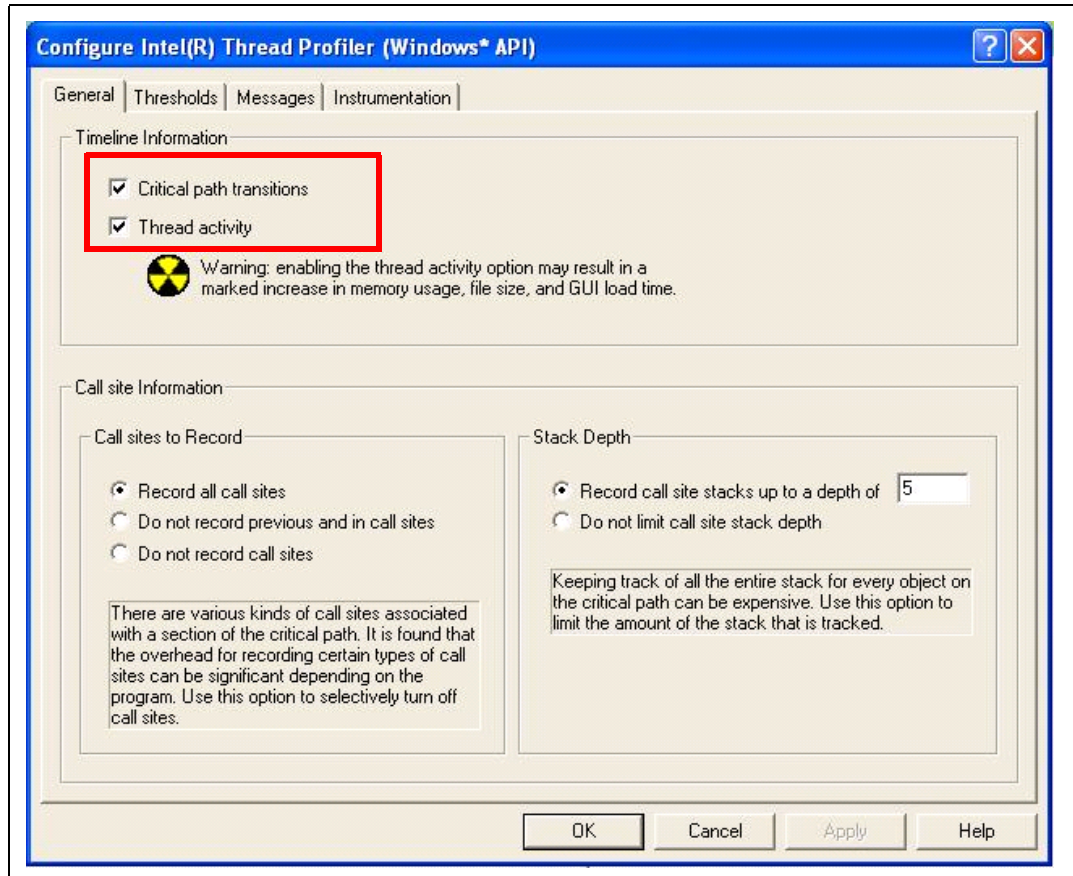 Configure Intel(R) Thread Profiler (Windows* API)
General Thresholds Messages Instrumentation
Timeline Information
Critical path transitions
Thread activity
Warning: enabling the thread activity option may result in a
marked increase in memory usage, file size, and GUI load time.
Call site Information
Call sites to Record
Record all call sites
Do not record previous and in call sites
Do not record call sites
There are various kinds of call sites associated
with a section of the critical path. It is found that
the overhead for recording certain types of call
sites can be significant depending on the
program. Use this option to selectively turn off
call sites.
Stack Depth
Record call site stacks up to a depth of 5
Do not limit call site stack depth
Keeping track of all the entire stack for every object on
the critical path can be expensive. Use this option to
limit the amount of the stack that is tracked.
OK Cancel Apply Help